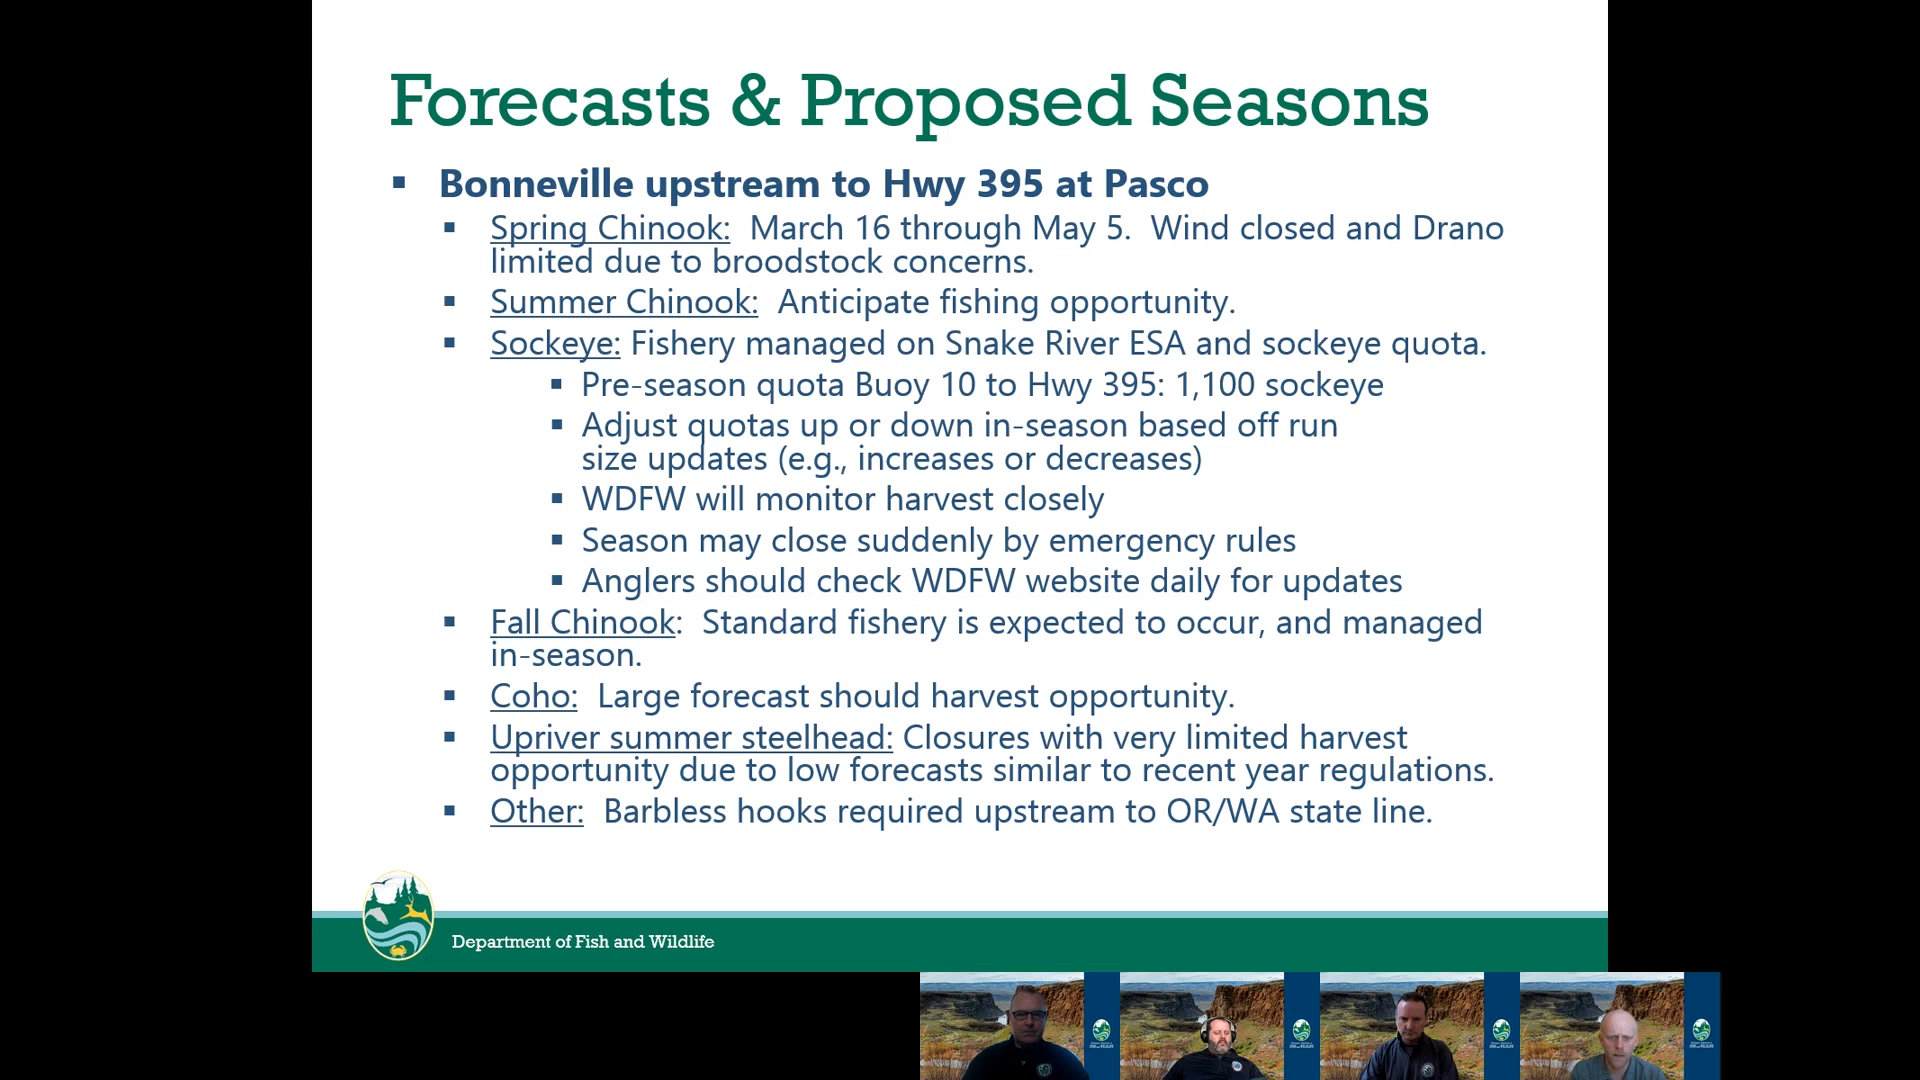 Forecasts & Proposed Seasons
▪ Bonneville upstream to Hwy 395 at Pasco
▪ Spring Chinook:  March 16 through May 5.  Wind closed and Drano
limited due to broodstock concerns.
▪ Summer Chinook:  Anticipate fishing opportunity.
▪ Sockeye: Fishery managed on Snake River ESA and sockeye quota.
▪ Pre-season quota Buoy 10 to Hwy 395: 1,100 sockeye
▪ Adjust quotas up or down in-season based off run
size updates (e.g., increases or decreases)
▪ WDFW will monitor harvest closely
▪ Season may close suddenly by emergency rules
▪ Anglers should check WDFW website daily for updates
▪ Fall Chinook:  Standard fishery is expected to occur, and managed
in-season.
▪ Coho:  Large forecast should harvest opportunity.
▪ Upriver summer steelhead: Closures with very limited harvest
opportunity due to low forecasts similar to recent year regulations.
▪ Other:  Barbless hooks required upstream to OR/WA state line.
Department of Fish and Wildlife